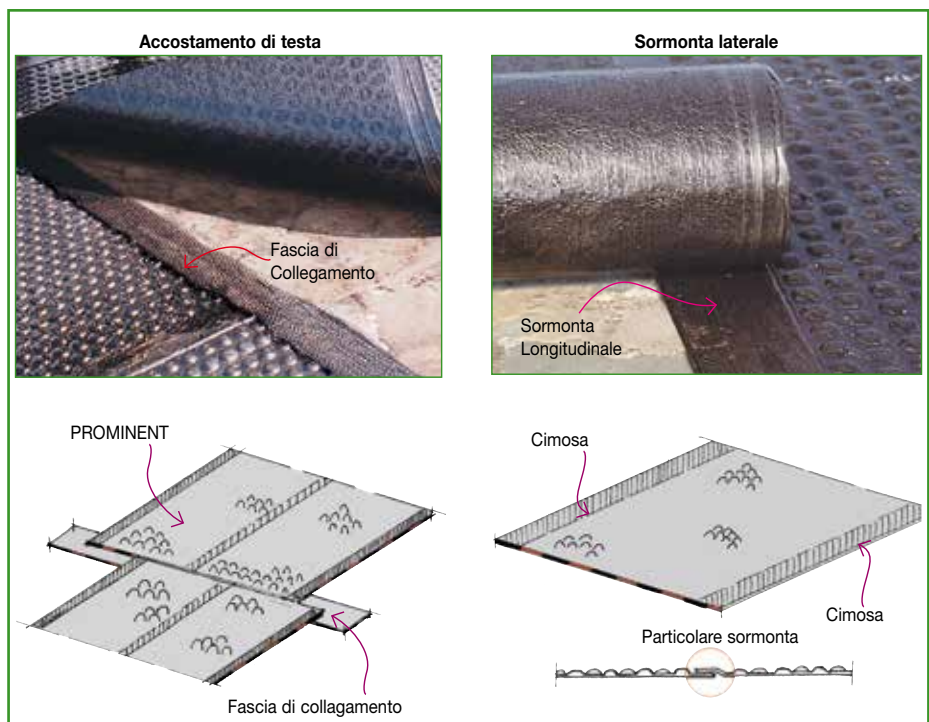 Accostamento di testa
Sormonta laterale
Fascia di
Collegamento
Sormonta
Longitudinale
PROMINENT
Fascia di collagamento
Cimosa
Cimosa
Particolare sormonta